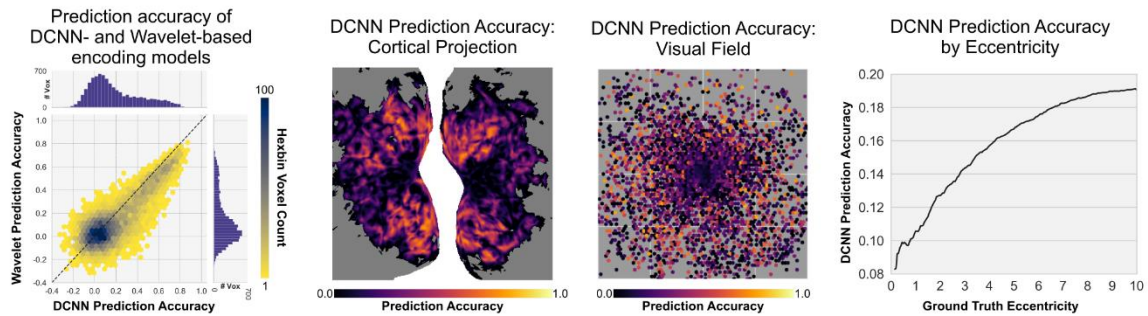 Prediction accuracy of
DCNN- and Wavelet-based
encoding models
700
# Vox
0
Wavelet Prediction Accuracy
1.0
0.8
0.6
0.4
0.2
0.0
-0.2
-0.4
-0.4 -0.2 0.0 0.2 0.4 0.6 0.8 1.0
DCNN Prediction Accuracy
0
# Vox
700
100
Hexbin Voxel Count
1
DCNN Prediction Accuracy:
Cortical Projection
0.0 1.0
Prediction Accuracy
DCNN Prediction Accuracy:
Visual Field
0.0 1.0
Prediction Accuracy
DCNN Prediction Accuracy
by Eccentricity
DCNN Prediction Accuracy
0.20
0.18
0.16
0.14
0.12
0.10
0.08
0 1 2 3 4 5 6 7 8 9 10
Ground Truth Eccentricity